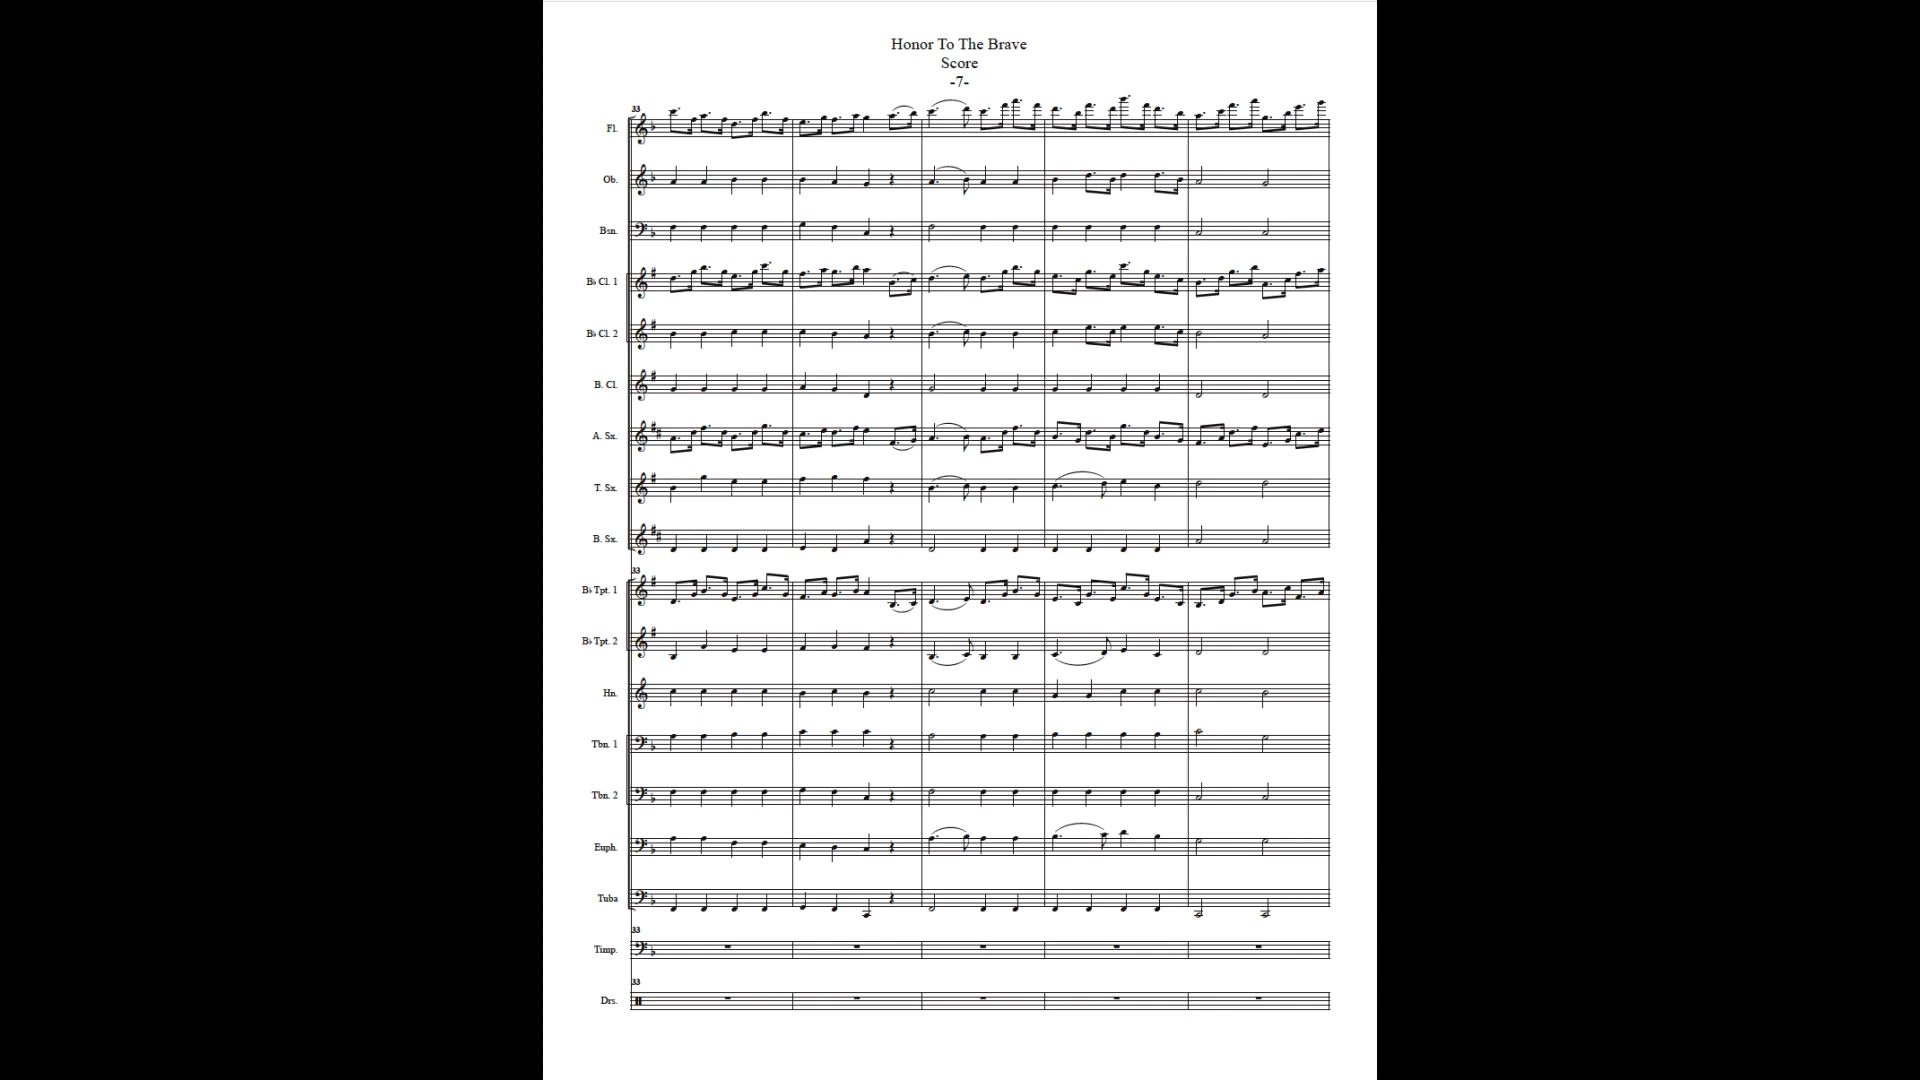 Honor To The Brave
Score
-7-
33
Fl.
Ob.
Bsn.
B♭ Cl. 1
B♭ Cl. 2
B. Cl.
A. Sx.
T. Sx.
B. Sx.
33
B♭ Tpt. 1
B♭ Tpt. 2
Hn.
Tbn. 1
Tbn. 2
Euph.
Tuba
33
Timp.
33
Drs.